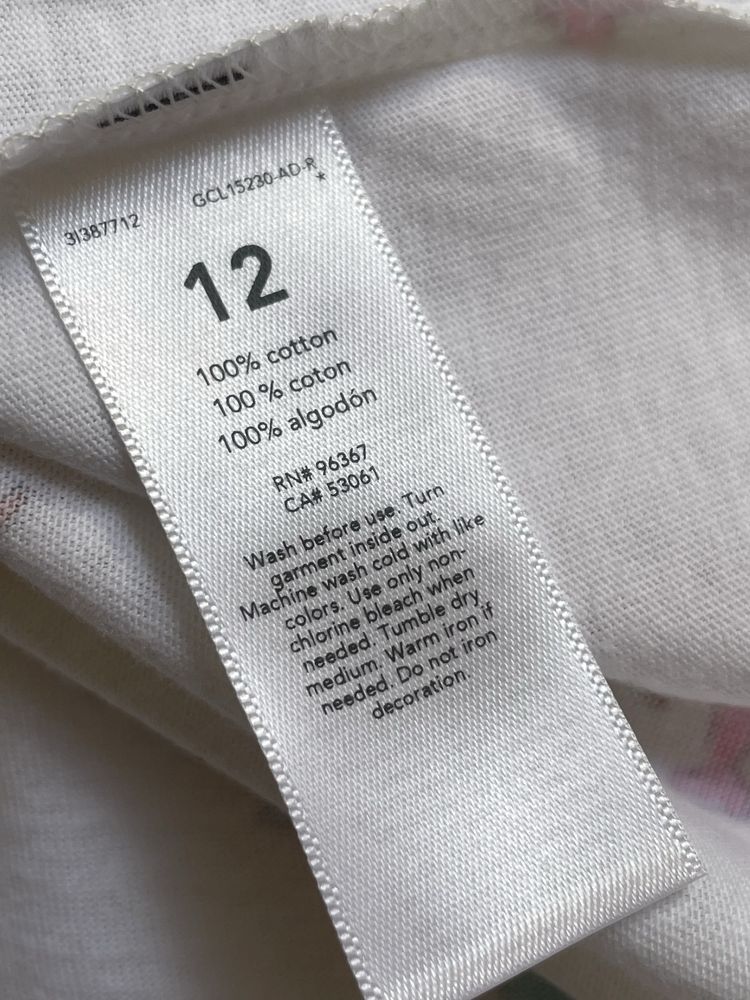 GCL15230-AD-R
*
31387712
12
100% cotton
100 % coton
100% algodón
RN# 96367
CA# 53061
Wash before use. Turn
garment inside out.
Machine wash cold with like
colors. Use only non-
chlorine bleach when
needed. Tumble dry
medium. Warm iron if
needed. Do not iron
decoration.